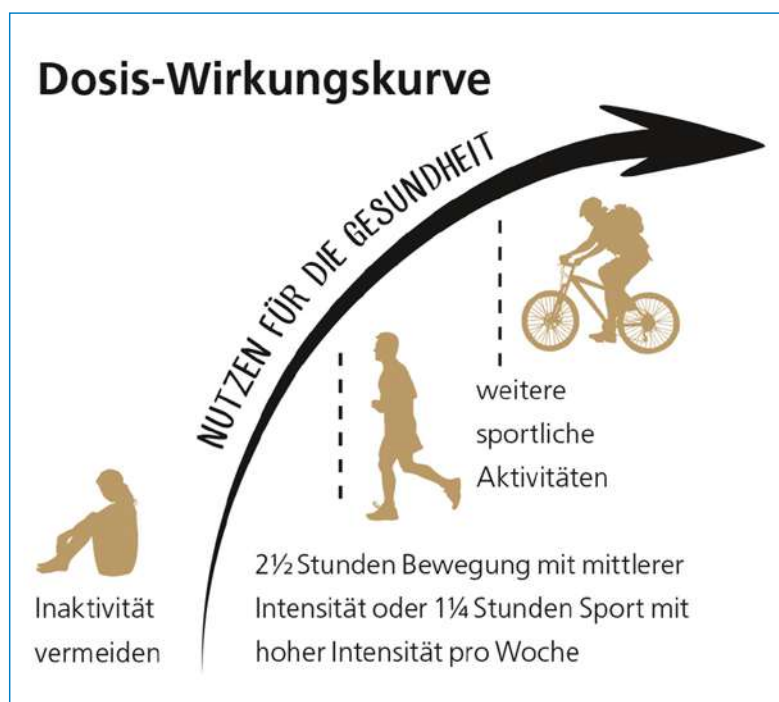 Dosis-Wirkungskurve
NUTZEN FÜR DIE GESUNDHEIT
weitere
sportliche
Aktivitäten
Inaktivität
vermeiden
2½ Stunden Bewegung mit mittlerer
Intensität oder 1¼ Stunden Sport mit
hoher Intensität pro Woche